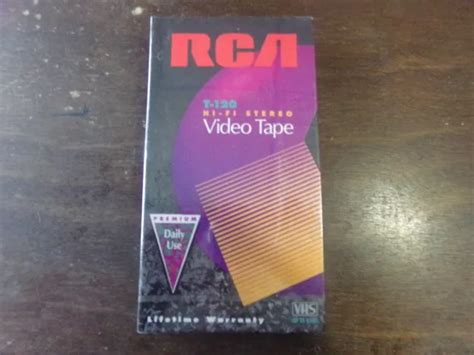 RCA
T-120
HI-FI STEREO
Video Tape
PREMIUM
Daily
Use
Lifetime Warranty
VHS